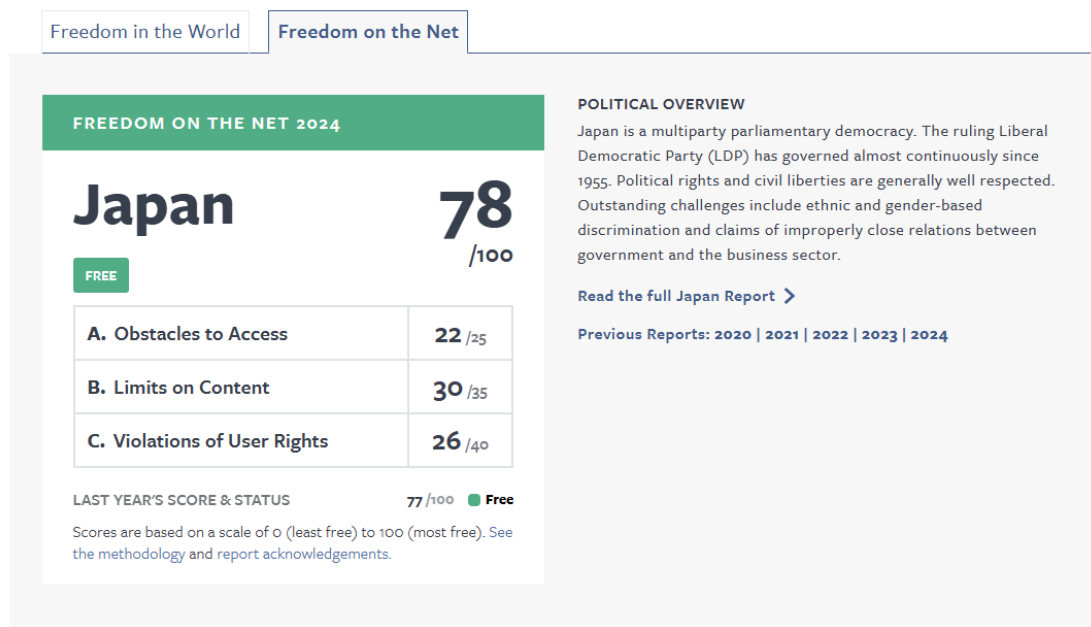 Freedom in the World
Freedom on the Net
FREEDOM ON THE NET 2024
Japan
78
/100
FREE
A. Obstacles to Access 22 /25
B. Limits on Content 30 /35
C. Violations of User Rights 26 /40
LAST YEAR'S SCORE & STATUS 77 /100 Free
Scores are based on a scale of 0 (least free) to 100 (most free). See
the methodology and report acknowledgements.
POLITICAL OVERVIEW
Japan is a multiparty parliamentary democracy. The ruling Liberal
Democratic Party (LDP) has governed almost continuously since
1955. Political rights and civil liberties are generally well respected.
Outstanding challenges include ethnic and gender-based
discrimination and claims of improperly close relations between
government and the business sector.
Read the full Japan Report
Previous Reports: 2020 | 2021 | 2022 | 2023 | 2024